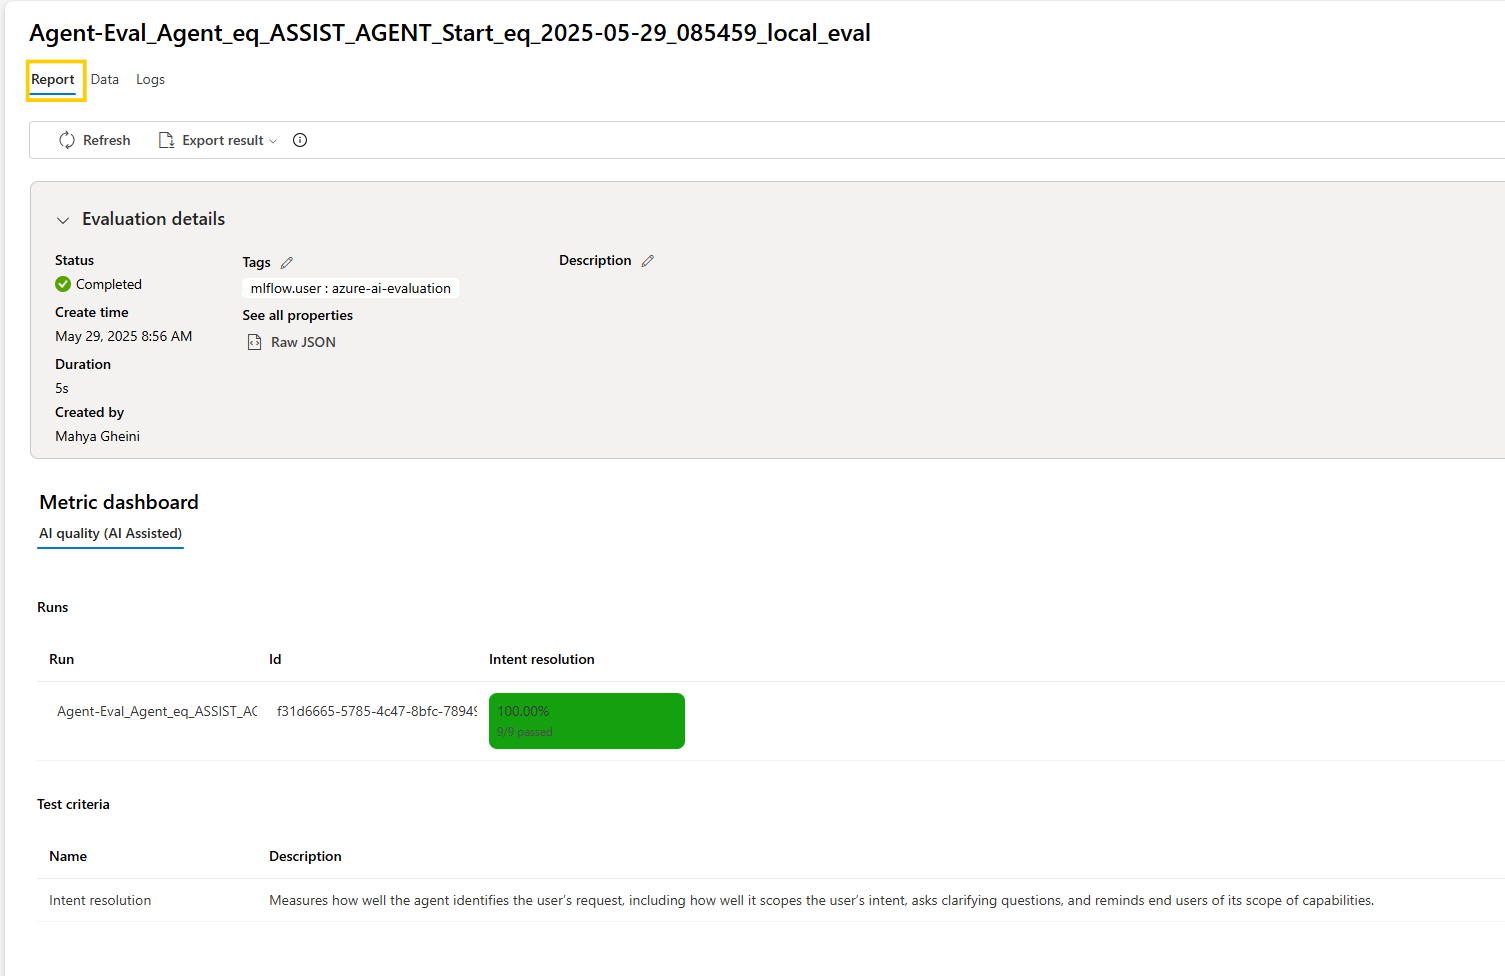 Agent-Eval_Agent_eq_ASSIST_AGENT_Start_eq_2025-05-29_085459_local_eval
Report Data Logs
Refresh Export result
Evaluation details
Status
Completed
Create time
May 29, 2025 8:56 AM
Duration
5s
Created by
Mahya Gheini
Tags
mlflow.user : azure-ai-evaluation
See all properties
Raw JSON
Description
Metric dashboard
AI quality (AI Assisted)
Runs
Run Id Intent resolution
Agent-Eval_Agent_eq_ASSIST_AG f31d6665-5785-4c47-8bfc-78949 100.00%
9/9 passed
Test criteria
Name Description
Intent resolution Measures how well the agent identifies the user’s request, including how well it scopes the user’s intent, asks clarifying questions, and reminds end users of its scope of capabilities.